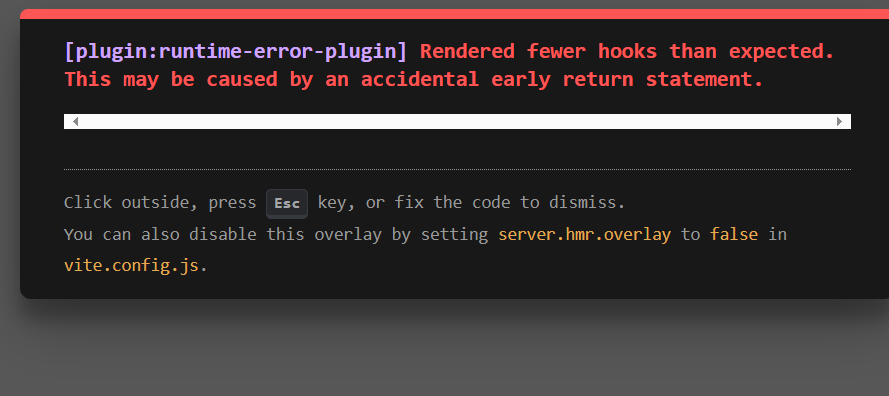 [plugin:runtime-error-plugin] Rendered fewer hooks than expected.
This may be caused by an accidental early return statement.
Click outside, press Esc key, or fix the code to dismiss.
You can also disable this overlay by setting server.hmr.overlay to false in
vite.config.js.